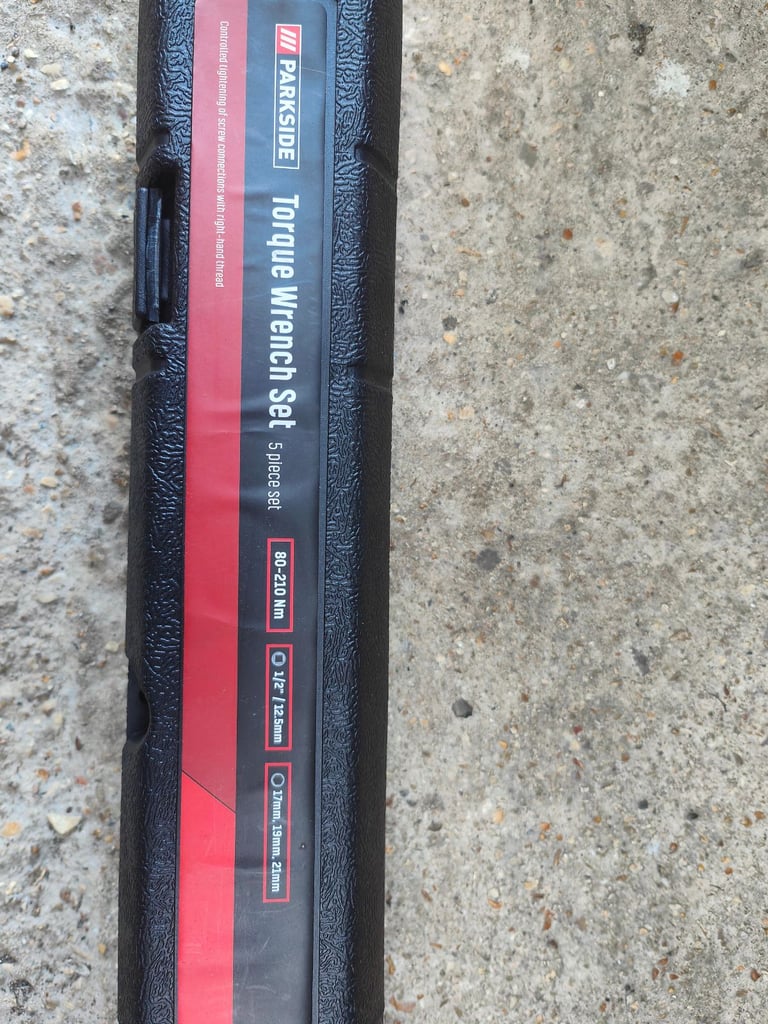 /// PARKSIDE
Torque Wrench Set 5 piece set
80-210 Nm
1/2" / 12.5mm
17mm, 19mm, 21mm
Controlled tightening of screw connections with right-hand thread